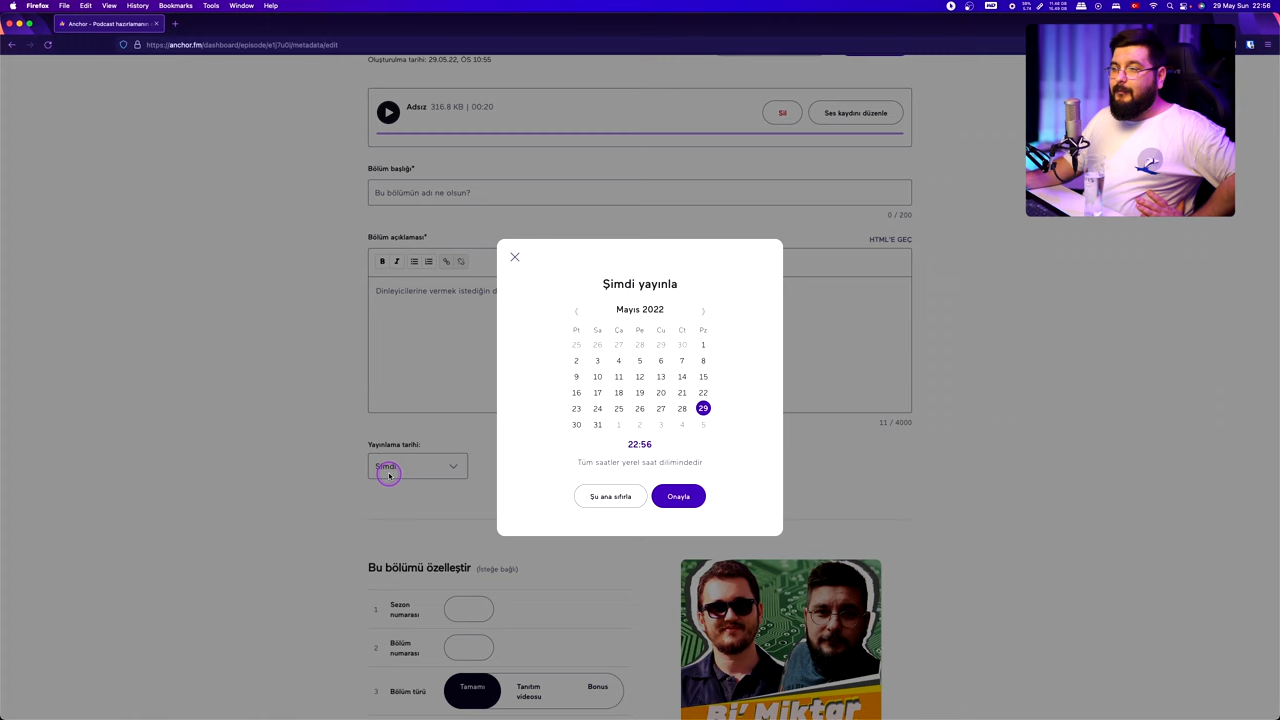 Firefox File Edit View History Bookmarks Tools Window Help
29 May Sun 22:56
Anchor - Podcast hazırlamanın
https://anchor.fm/dashboard/episode/e1j7u0i/metadata/edit
Oluşturulma tarihi: 29.05.22, ÖS 10:55
Adsız 316.8 KB | 00:20
Sil
Ses kaydını düzenle
Bölüm başlığı*
Bu bölümün adı ne olsun?
0 / 200
Bölüm açıklaması*
HTML'E GEÇ
B I
Dinleyicilerine vermek istediğin
Şimdi yayınla
Mayıs 2022
Pt Sa Ça Pe Cu Ct Pz
25 26 27 28 29 30 1
2 3 4 5 6 7 8
9 10 11 12 13 14 15
16 17 18 19 20 21 22
23 24 25 26 27 28 29
30 31 1 2 3 4 5
22:56
Tüm saatler yerel saat dilimindedir
Şu ana sıfırla
Onayla
11 / 4000
Yayınlama tarihi:
Şimdi
Bu bölümü özelleştir (İsteğe bağlı)
1 Sezon numarası
2 Bölüm numarası
3 Bölüm türü
Tamamı
Tanıtım videosu
Bonus
Bi' Miktar